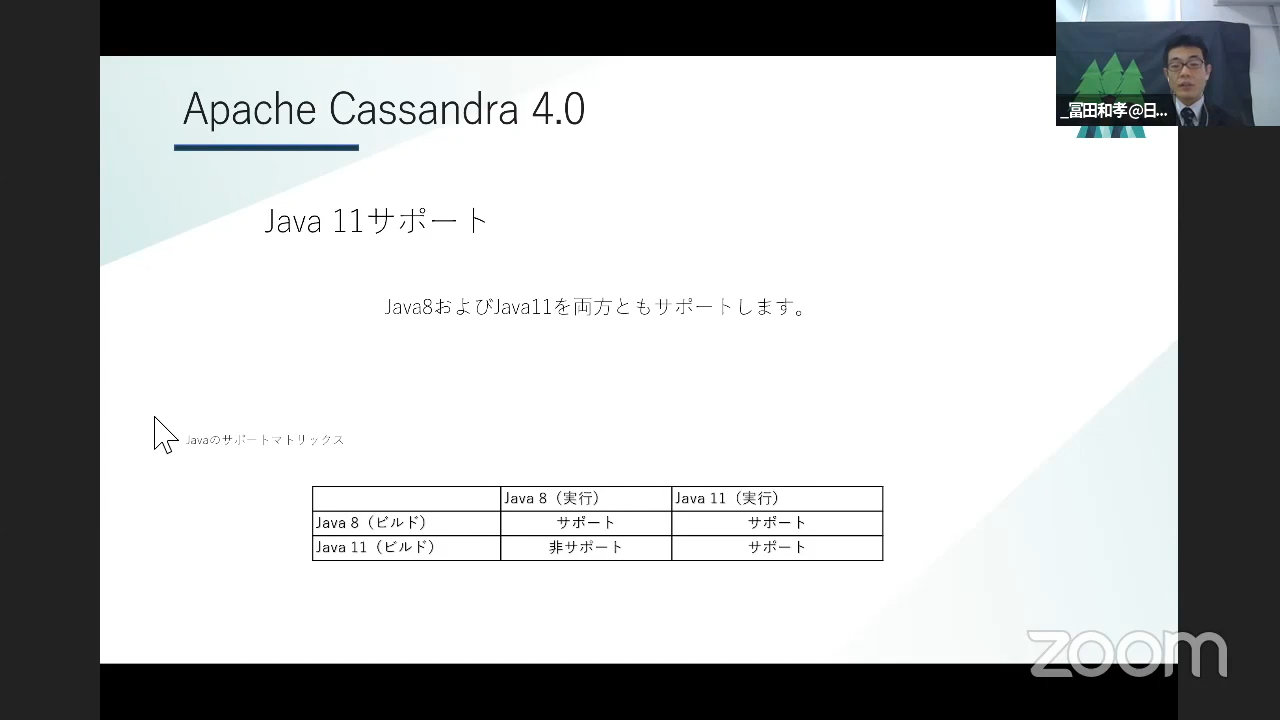 Apache Cassandra 4.0
_冨田和孝@日...
Java 11サポート
Java8およびJava11を両方ともサポートします。
Javaのサポートマトリックス
Java 8（実行） Java 11（実行）
Java 8（ビルド） サポート サポート
Java 11（ビルド） 非サポート サポート
zoom